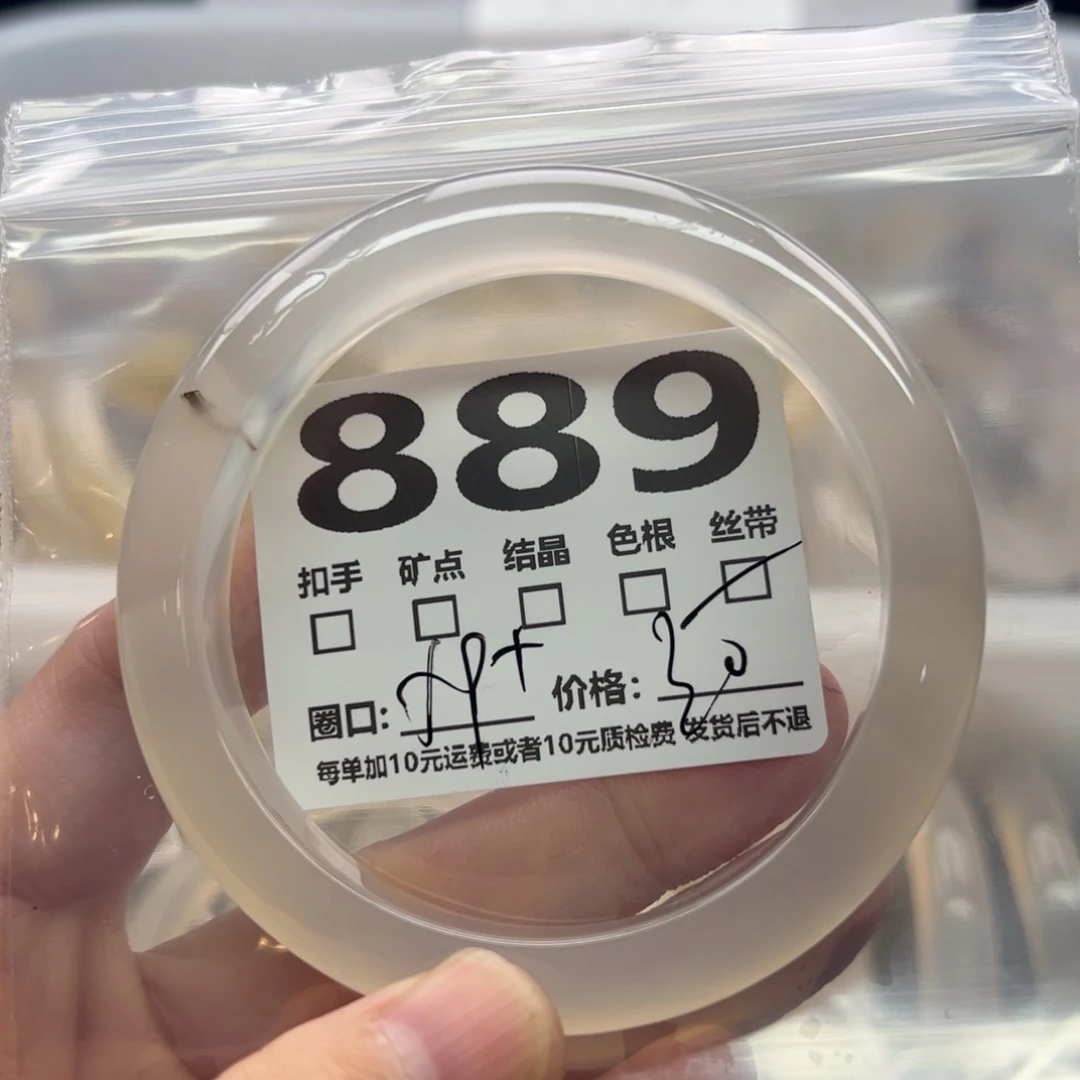 889
扣手 矿点 结晶 色根 丝带
圈口: 价格:
每单加10元运费或者10元质检费 发货后不退